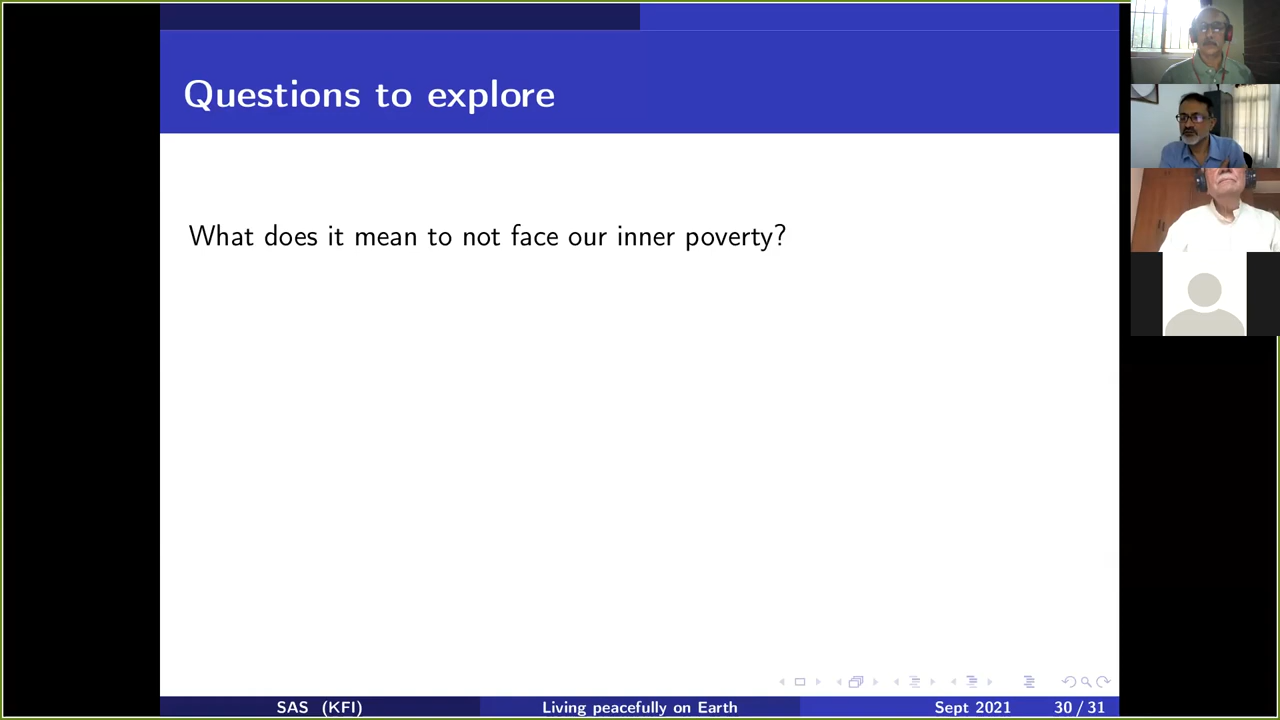 Questions to explore
What does it mean to not face our inner poverty?
SAS (KFI) Living peacefully on Earth Sept 2021 30 / 31